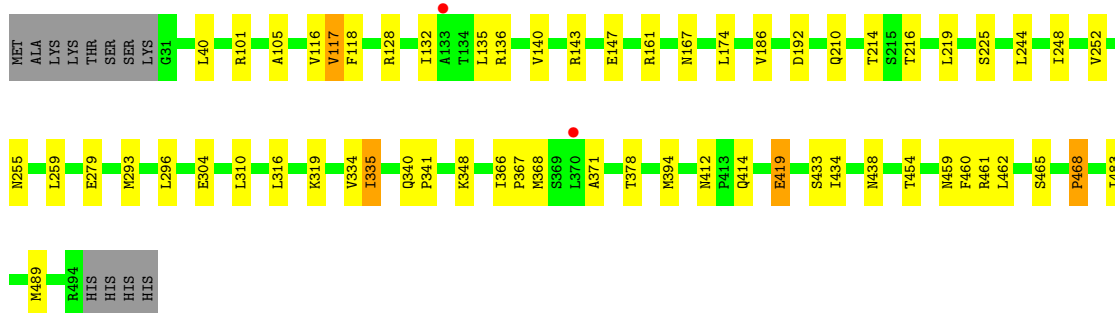 MET ALA LYS LYS THR SER SER LYS G31 L40 R101 A105 V116 V117 F118 R128 I132 A133 T134 L135 R136 V140 R143 E147 R161 N167 L174 V186 D192 Q210 T214 S215 T216 L219 S225 L244 I248 V252
N255 L259 E279 M293 L296 E304 L310 L316 K319 V334 I335 Q340 P341 K348 I366 P367 M368 S369 L370 A371 T378 M394 N412 P413 Q414 E419 S433 I434 N438 T454 N459 F460 R461 L462 S465 P468
M489 R494 HIS HIS HIS HIS